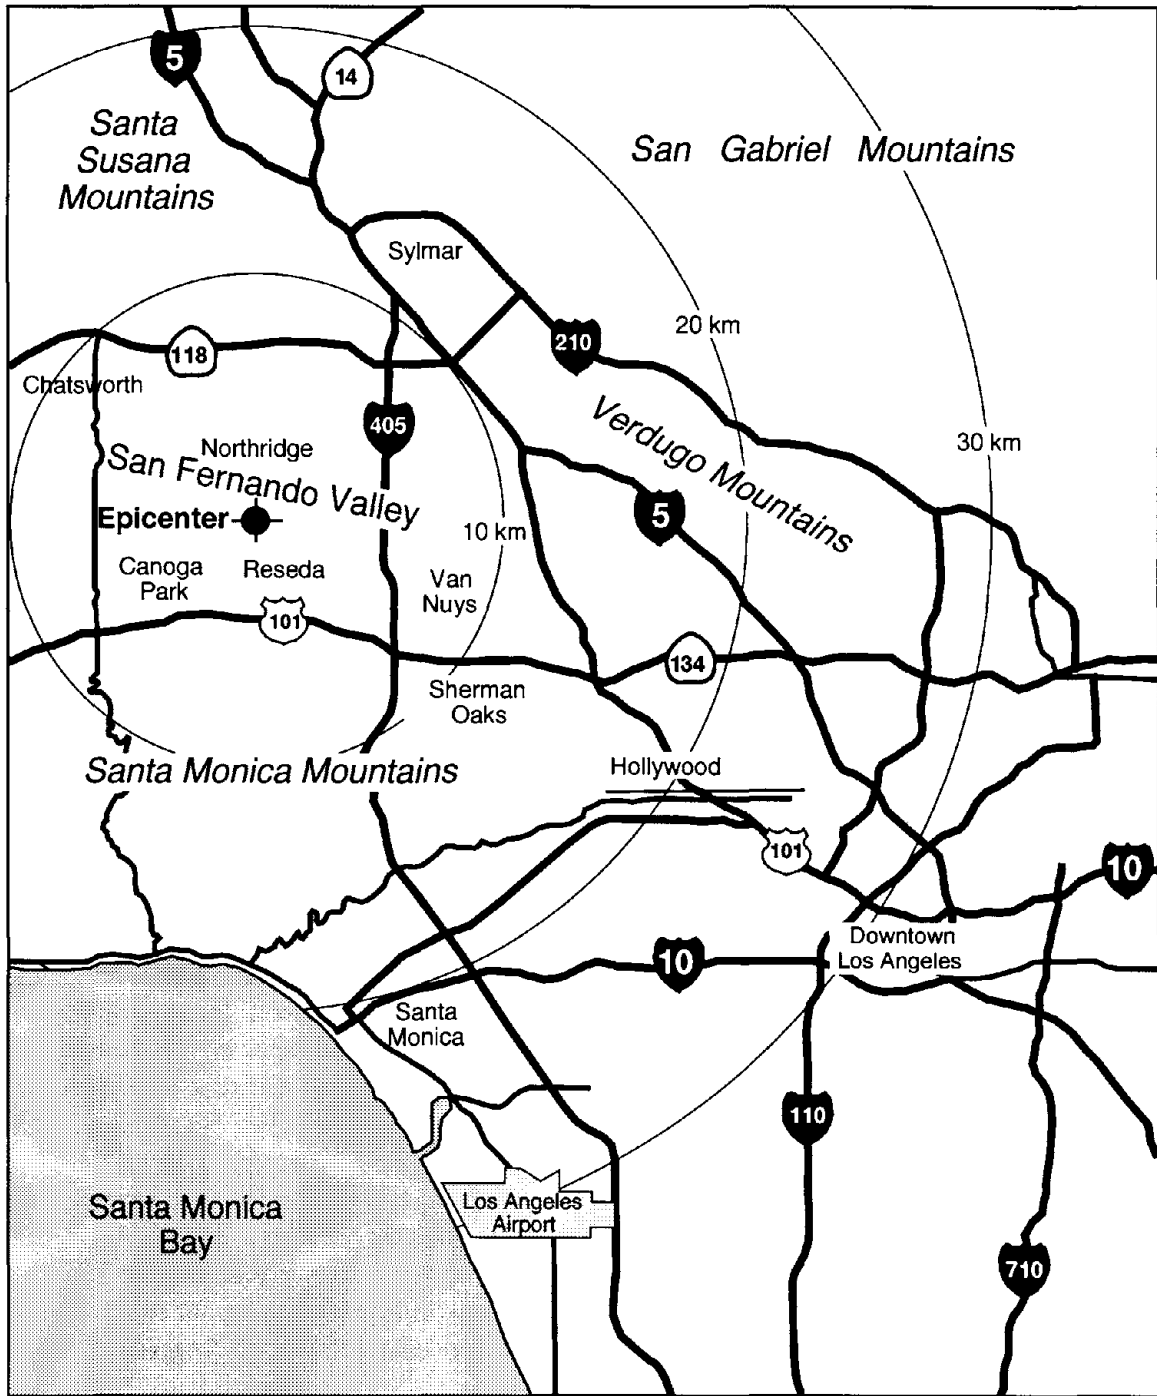 5
14
Santa
Susana
Mountains
San Gabriel Mountains
Sylmar
20 km
118
210
Chatsworth
405
Verdugo Mountains
30 km
Northridge
San Fernando Valley
5
Epicenter
10 km
Canoga
Park
Reseda
Van
Nuys
101
134
Sherman
Oaks
Santa Monica Mountains
Hollywood
101
10
Downtown
Los Angeles
10
Santa
Monica
110
Santa Monica
Bay
Los Angeles
Airport
710